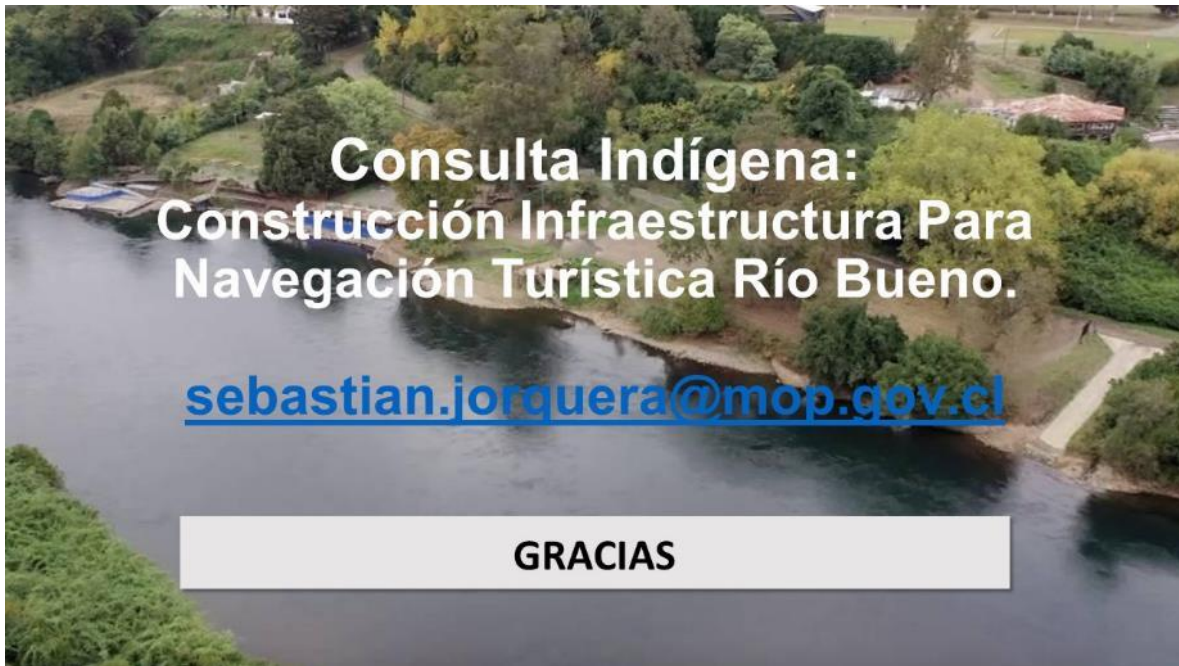 Consulta Indígena:
Construcción Infraestructura Para
Navegación Turística Río Bueno.
sebastian.jorquera@mop.gov.cl
GRACIAS